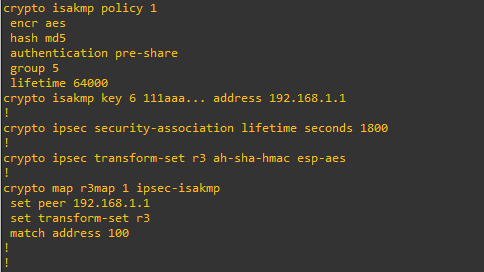 crypto isakmp policy 1
 encr aes
 hash md5
 authentication pre-share
 group 5
 lifetime 64000
crypto isakmp key 6 111aaa... address 192.168.1.1
!
crypto ipsec security-association lifetime seconds 1800
!
crypto ipsec transform-set r3 ah-sha-hmac esp-aes
!
crypto map r3map 1 ipsec-isakmp
 set peer 192.168.1.1
 set transform-set r3
 match address 100
!
!